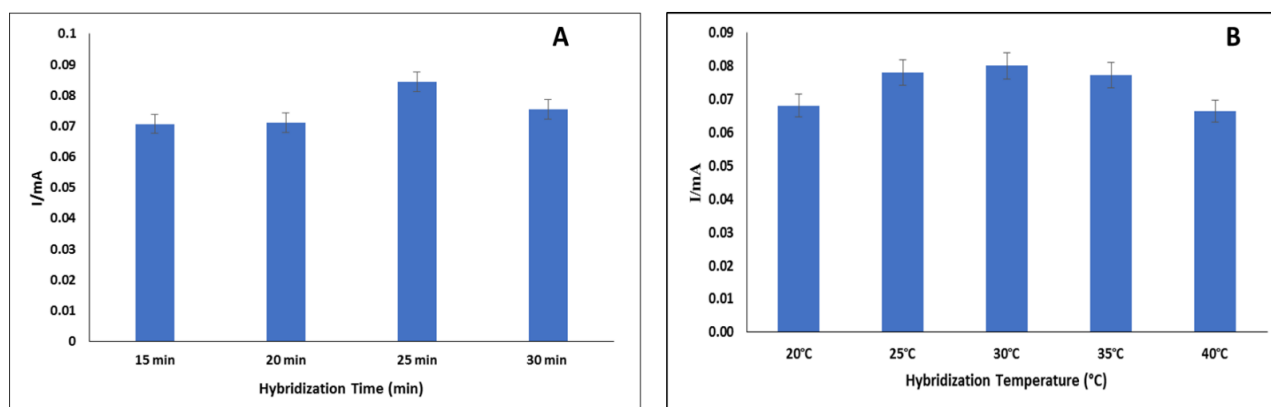 A
I/mA
0.1
0.09
0.08
0.07
0.06
0.05
0.04
0.03
0.02
0.01
0
15 min
20 min
25 min
30 min
Hybridization Time (min)
B
I/mA
0.09
0.08
0.07
0.06
0.05
0.04
0.03
0.02
0.01
0.00
20°C
25°C
30°C
35°C
40°C
Hybridization Temperature (°C)